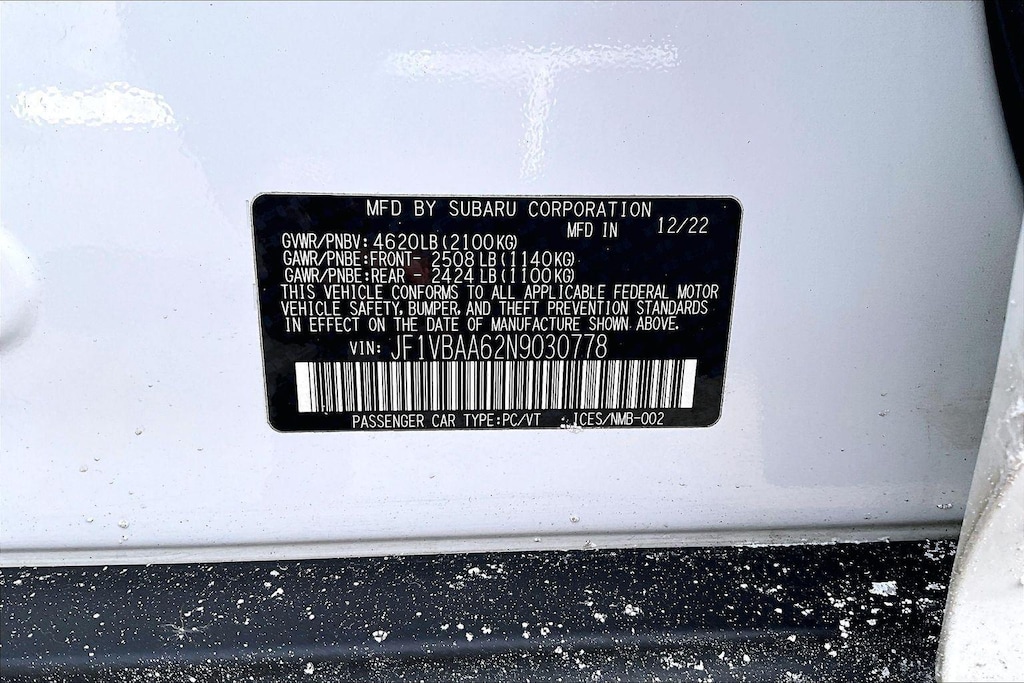 MFD BY SUBARU CORPORATION
MFD IN 12/22
GVWR/PNBV: 4620LB(2100KG)
GAWR/PNBE:FRONT- 2508LB(1140KG)
GAWR/PNBE:REAR - 2424LB(1100KG)
THIS VEHICLE CONFORMS TO ALL APPLICABLE FEDERAL MOTOR
VEHICLE SAFETY, BUMPER, AND THEFT PREVENTION STANDARDS
IN EFFECT ON THE DATE OF MANUFACTURE SHOWN ABOVE.
VIN: JF1VBAA62N9030778
PASSENGER CAR TYPE:PC/VT ICES/NMB-002